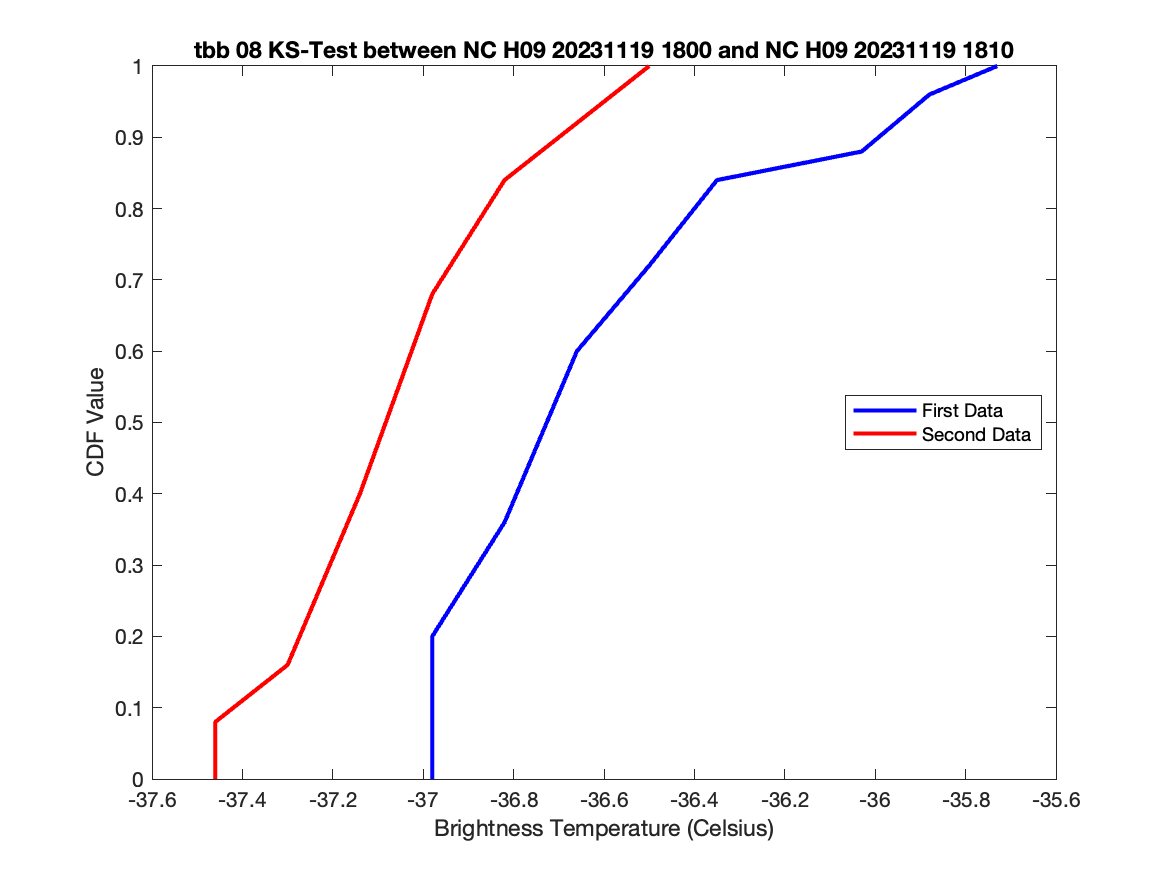 tbb 08 KS-Test between NC H09 20231119 1800 and NC H09 20231119 1810
1
0.9
0.8
0.7
0.6
0.5
0.4
0.3
0.2
0.1
0
CDF Value
First Data
Second Data
-37.6 -37.4 -37.2 -37 -36.8 -36.6 -36.4 -36.2 -36 -35.8 -35.6
Brightness Temperature (Celsius)